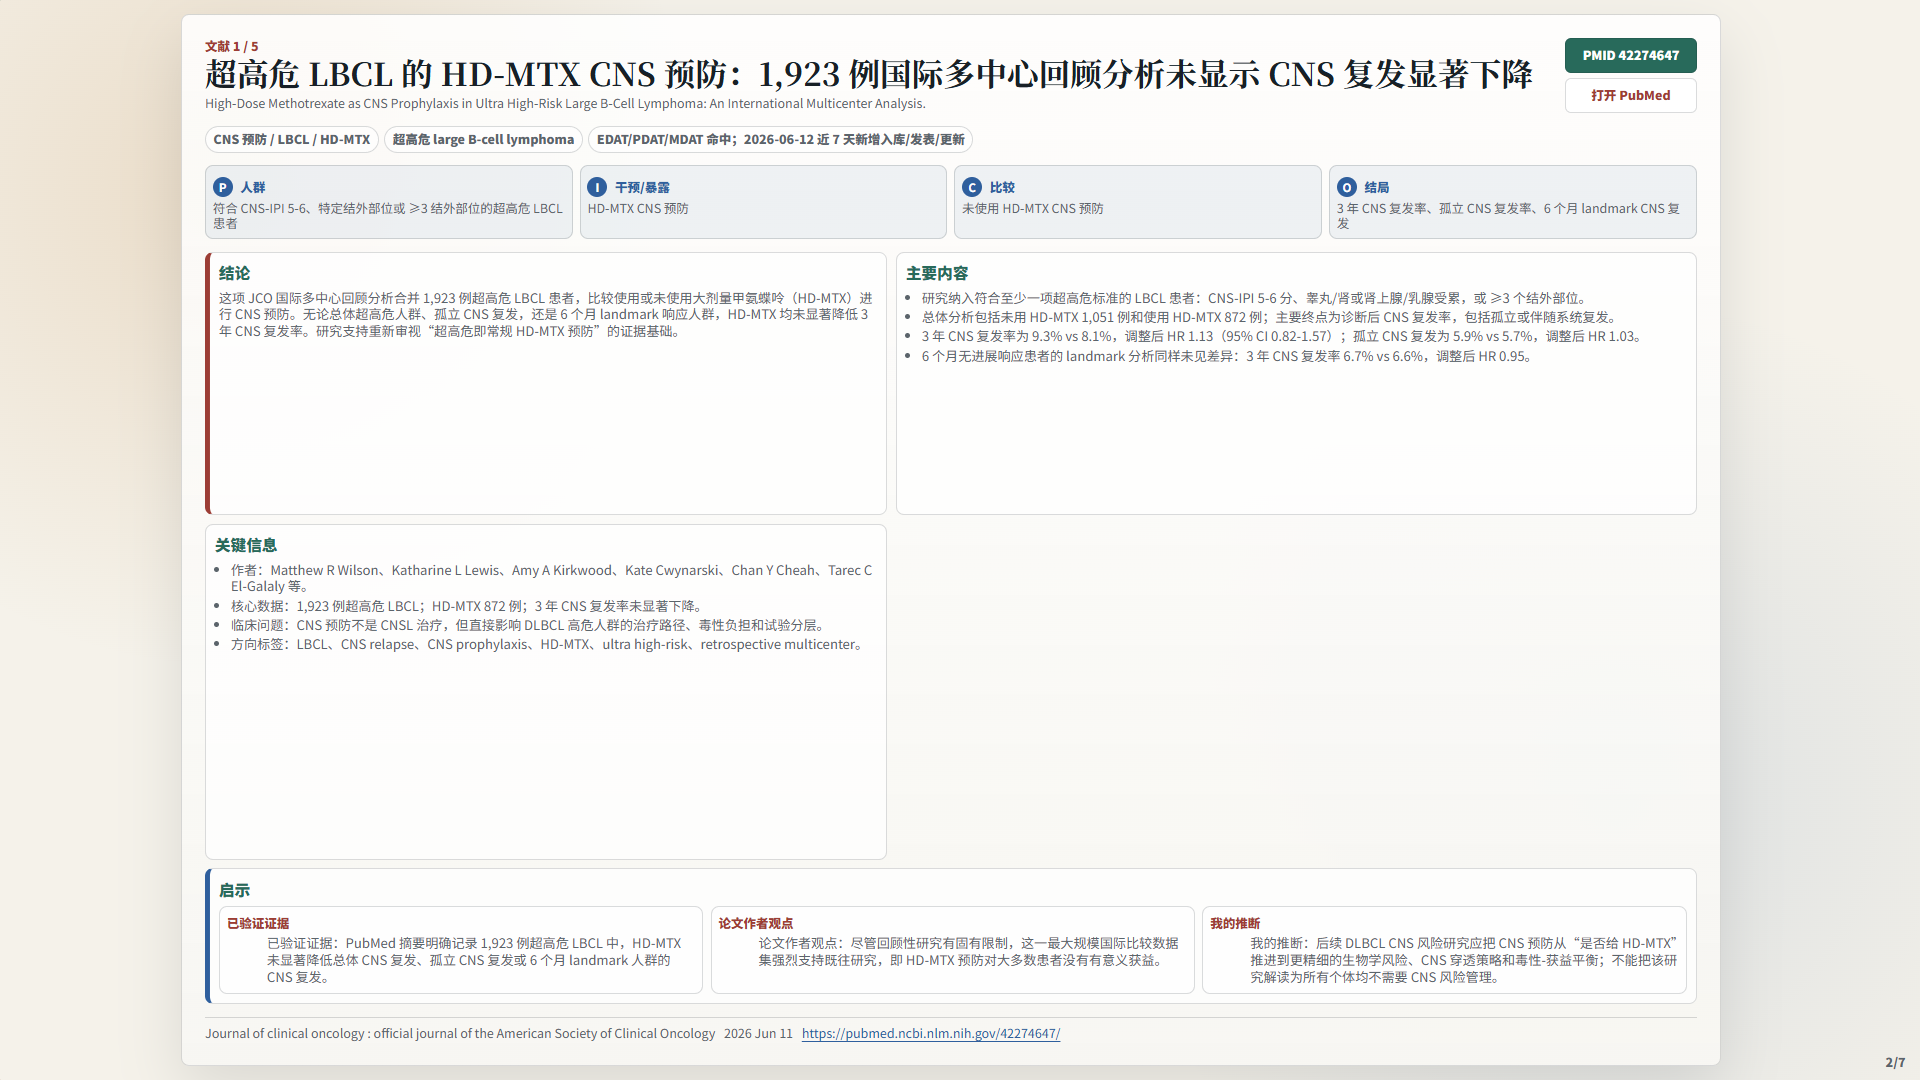 文献 1 / 5
超高危 LBCL 的 HD-MTX CNS 预防：1,923 例国际多中心回顾分析未显示 CNS 复发显著下降
High-Dose Methotrexate as CNS Prophylaxis in Ultra High-Risk Large B-Cell Lymphoma: An International Multicenter Analysis.
PMID 42274647
打开 PubMed
CNS 预防 / LBCL / HD-MTX
超高危 large B-cell lymphoma
EDAT/PDAT/MDAT 命中；2026-06-12 近 7 天新增入库/发表/更新
P 人群
符合 CNS-IPI 5-6、特定结外部位或 ≥3 结外部位的超高危 LBCL
患者
I 干预/暴露
HD-MTX CNS 预防
C 比较
未使用 HD-MTX CNS 预防
O 结局
3 年 CNS 复发率、孤立 CNS 复发率、6 个月 landmark CNS 复
发
结论
这项 JCO 国际多中心回顾分析合并 1,923 例超高危 LBCL 患者，比较使用或未使用大剂量甲氨蝶呤（HD-MTX）进
行 CNS 预防。无论总体超高危人群、孤立 CNS 复发，还是 6 个月 landmark 响应人群，HD-MTX 均未显著降低 3
年 CNS 复发率。研究支持重新审视“超高危即常规 HD-MTX 预防”的证据基础。
主要内容
• 研究纳入符合至少一项超高危标准的 LBCL 患者：CNS-IPI 5-6 分、睾丸/肾或肾上腺/乳腺受累，或 ≥3 个结外部位。
• 总体分析包括未用 HD-MTX 1,051 例和使用 HD-MTX 872 例；主要终点为诊断后 CNS 复发率，包括孤立或伴随系统复发。
• 3 年 CNS 复发率为 9.3% vs 8.1%，调整后 HR 1.13（95% CI 0.82-1.57）；孤立 CNS 复发为 5.9% vs 5.7%，调整后 HR 1.03。
• 6 个月无进展响应患者的 landmark 分析同样未见差异：3 年 CNS 复发率 6.7% vs 6.6%，调整后 HR 0.95。
关键信息
• 作者：Matthew R Wilson、Katharine L Lewis、Amy A Kirkwood、Kate Cwynarski、Chan Y Cheah、Tarec C
El-Galaly 等。
• 核心数据：1,923 例超高危 LBCL；HD-MTX 872 例；3 年 CNS 复发率未显著下降。
• 临床问题：CNS 预防不是 CNSL 治疗，但直接影响 DLBCL 高危人群的治疗路径、毒性负担和试验分层。
• 方向标签：LBCL、CNS relapse、CNS prophylaxis、HD-MTX、ultra high-risk、retrospective multicenter。
启示
已验证证据
已验证证据：PubMed 摘要明确记录 1,923 例超高危 LBCL 中，HD-MTX
未显著降低总体 CNS 复发、孤立 CNS 复发或 6 个月 landmark 人群的
CNS 复发。
论文作者观点
论文作者观点：尽管回顾性研究有固有限制，这一最大规模国际比较数据
集强烈支持既往研究，即 HD-MTX 预防对大多数患者没有有意义获益。
我的推断
我的推断：后续 DLBCL CNS 风险研究应把 CNS 预防从“是否给 HD-MTX”
推进到更精细的生物学风险、CNS 穿透策略和毒性-获益平衡；不能把该研
究解读为所有个体均不需要 CNS 风险管理。
Journal of clinical oncology : official journal of the American Society of Clinical Oncology 2026 Jun 11 https://pubmed.ncbi.nlm.nih.gov/42274647/
2/7